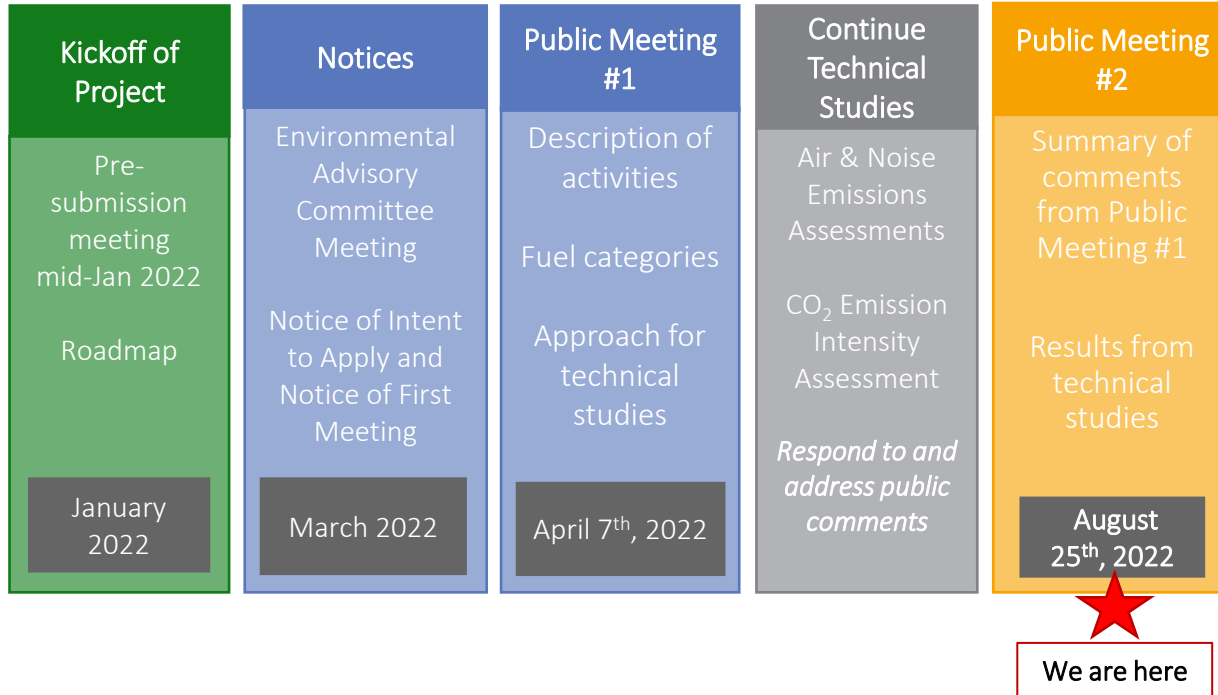 Kickoff of
Project
Pre-
submission
meeting
mid-Jan 2022
Roadmap
January
2022
Notices
Environmental
Advisory
Committee
Meeting
Notice of Intent
to Apply and
Notice of First
Meeting
March 2022
Public Meeting
#1
Description of
activities
Fuel categories
Approach for
technical
studies
April 7th, 2022
Continue
Technical
Studies
Air & Noise
Emissions
Assessments
CO2 Emission
Intensity
Assessment
Respond to and
address public
comments
Public Meeting
#2
Summary of
comments
from Public
Meeting #1
Results from
technical
studies
August
25th, 2022
We are here